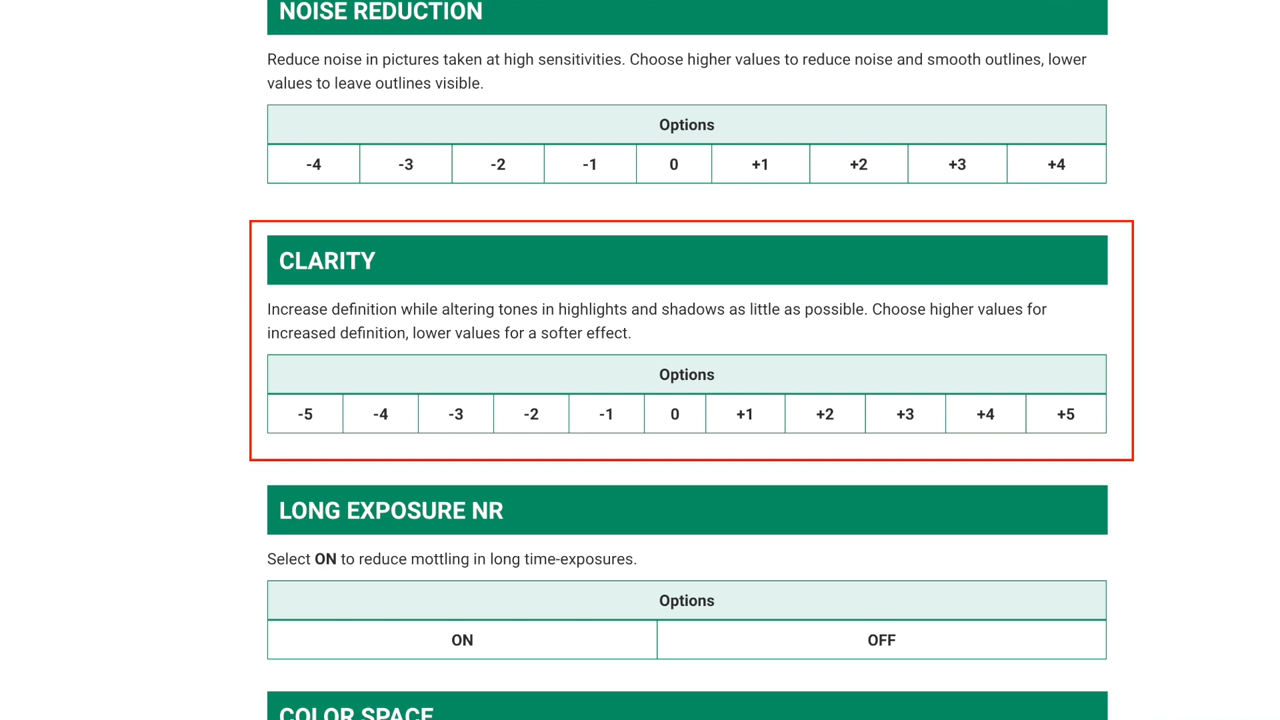 NOISE REDUCTION
Reduce noise in pictures taken at high sensitivities. Choose higher values to reduce noise and smooth outlines, lower
values to leave outlines visible.
Options
-4 -3 -2 -1 0 +1 +2 +3 +4
CLARITY
Increase definition while altering tones in highlights and shadows as little as possible. Choose higher values for
increased definition, lower values for a softer effect.
Options
-5 -4 -3 -2 -1 0 +1 +2 +3 +4 +5
LONG EXPOSURE NR
Select ON to reduce mottling in long time-exposures.
Options
ON OFF
COLOR SPACE